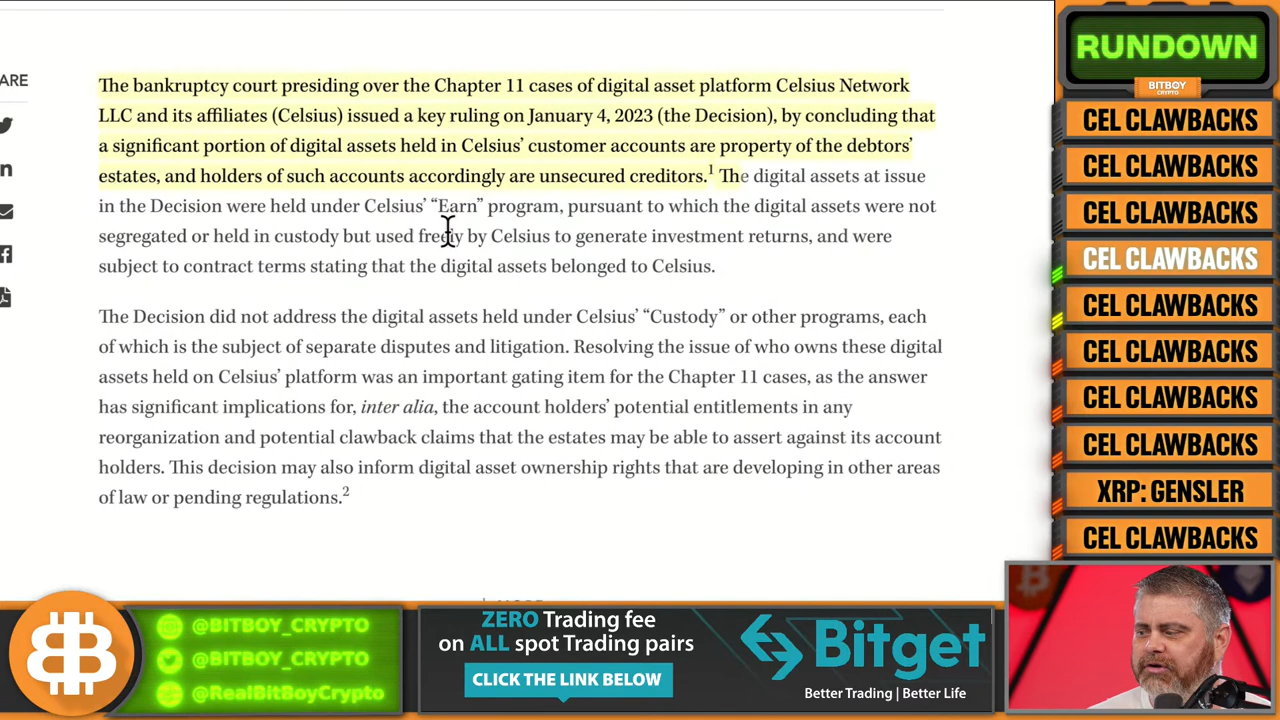 ARE
The bankruptcy court presiding over the Chapter 11 cases of digital asset platform Celsius Network
LLC and its affiliates (Celsius) issued a key ruling on January 4, 2023 (the Decision), by concluding that
a significant portion of digital assets held in Celsius’ customer accounts are property of the debtors’
estates, and holders of such accounts accordingly are unsecured creditors.1 The digital assets at issue
in the Decision were held under Celsius’ “Earn” program, pursuant to which the digital assets were not
segregated or held in custody but used freely by Celsius to generate investment returns, and were
subject to contract terms stating that the digital assets belonged to Celsius.
The Decision did not address the digital assets held under Celsius’ “Custody” or other programs, each
of which is the subject of separate disputes and litigation. Resolving the issue of who owns these digital
assets held on Celsius’ platform was an important gating item for the Chapter 11 cases, as the answer
has significant implications for, inter alia, the account holders’ potential entitlements in any
reorganization and potential clawback claims that the estates may be able to assert against its account
holders. This decision may also inform digital asset ownership rights that are developing in other areas
of law or pending regulations.2
RUNDOWN
BITBOY
CRYPTO
CEL CLAWBACKS
CEL CLAWBACKS
CEL CLAWBACKS
CEL CLAWBACKS
CEL CLAWBACKS
CEL CLAWBACKS
CEL CLAWBACKS
CEL CLAWBACKS
XRP: GENSLER
CEL CLAWBACKS
@BITBOY_CRYPTO
@BITBOY_CRYPTO
@RealBitBoyCrypto
ZERO Trading fee
on ALL spot Trading pairs
CLICK THE LINK BELOW
Bitget
Better Trading | Better Life